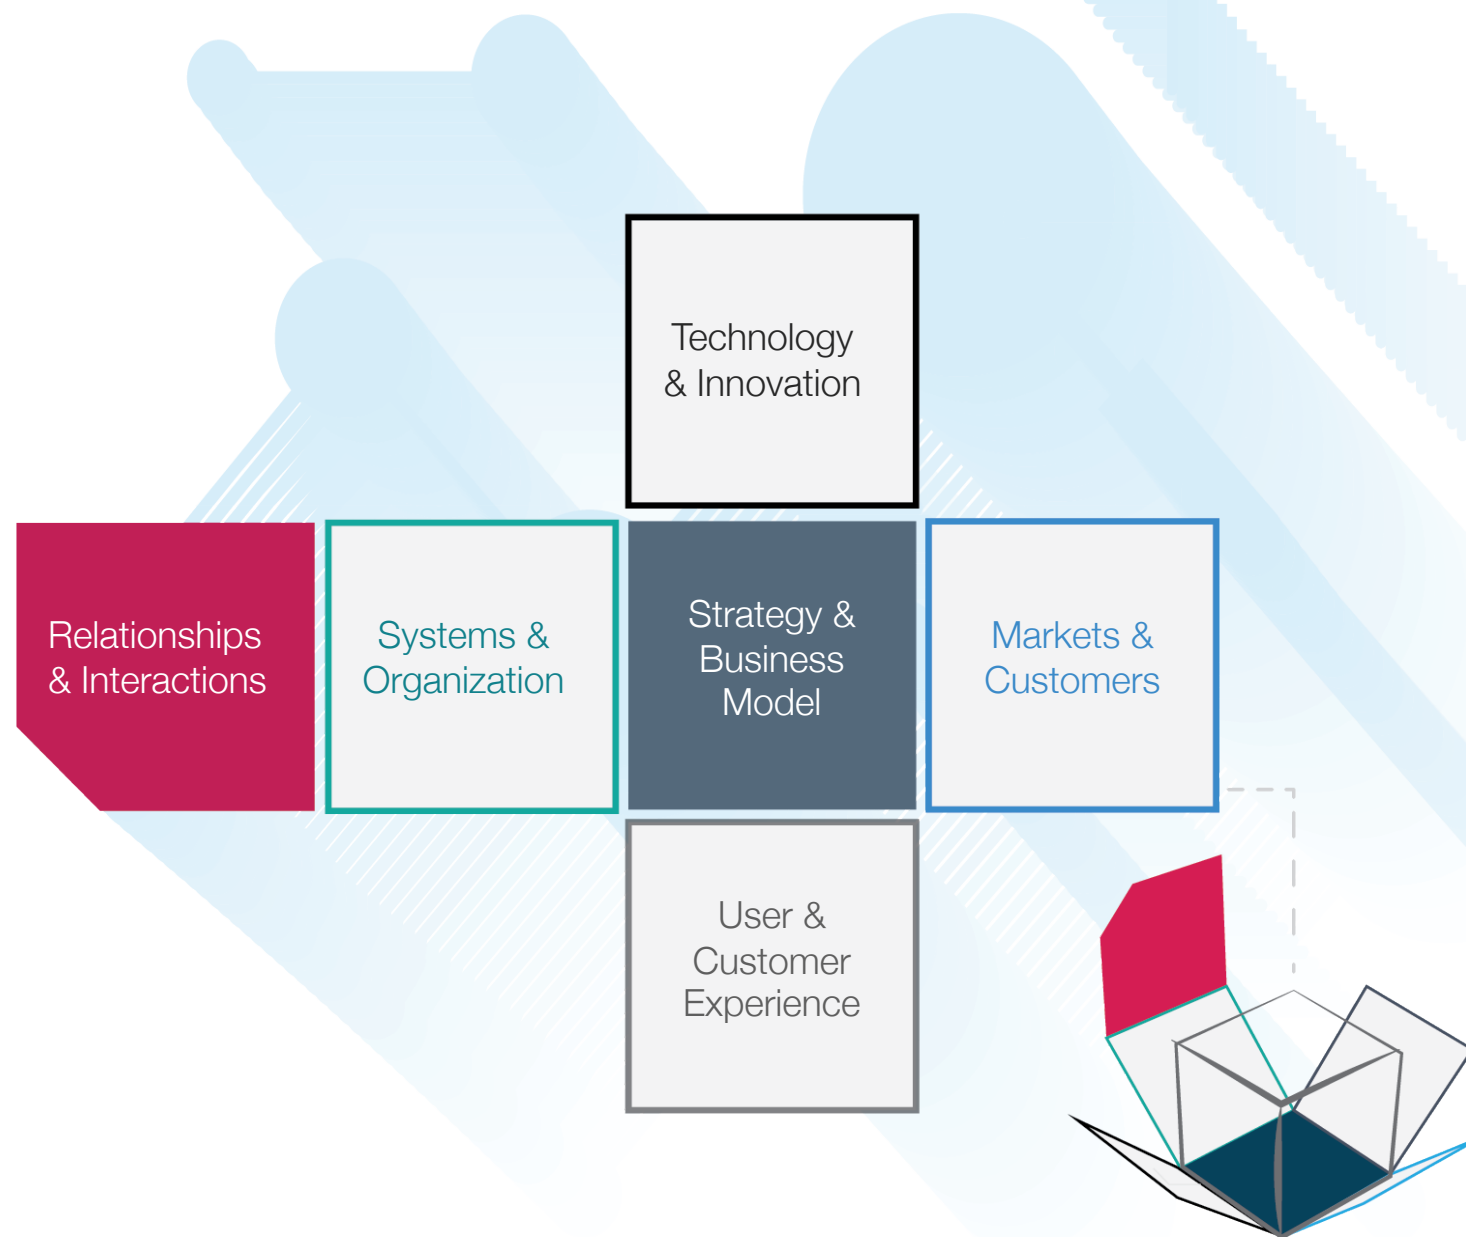 Technology
& Innovation
Relationships
& Interactions
Systems &
Organization
Strategy &
Business
Model
Markets &
Customers
User &
Customer
Experience